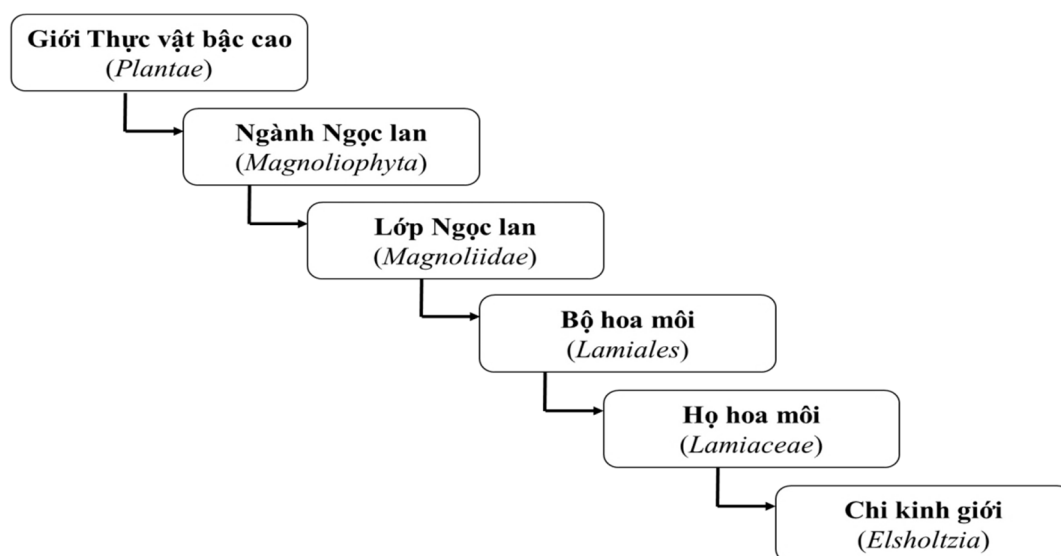 Giới Thực vật bậc cao
(Plantae)
Ngành Ngọc lan
(Magnoliophyta)
Lớp Ngọc lan
(Magnoliidae)
Bộ hoa môi
(Lamiales)
Họ hoa môi
(Lamiaceae)
Chi kinh giới
(Elsholtzia)